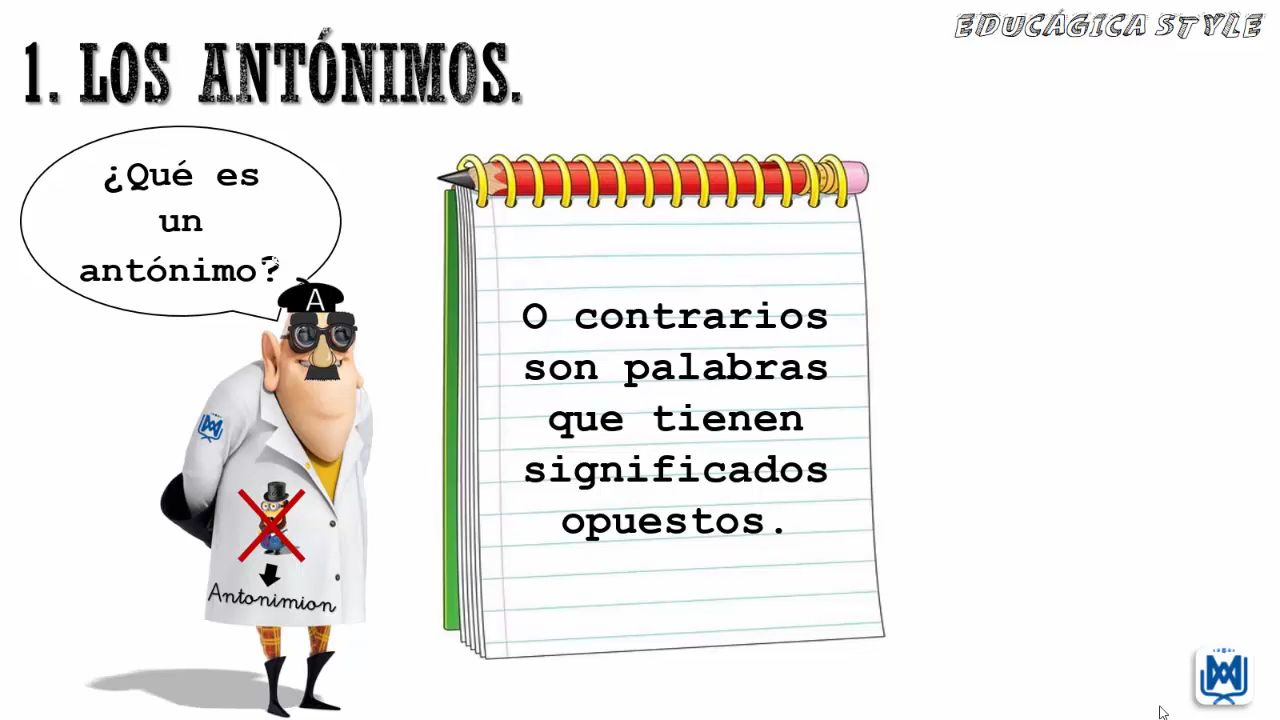 EDUCÁGICA STYLE
1. LOS ANTÓNIMOS.
¿Qué es
un
antónimo?
A
O contrarios
son palabras
que tienen
significados
opuestos.
Antonimion